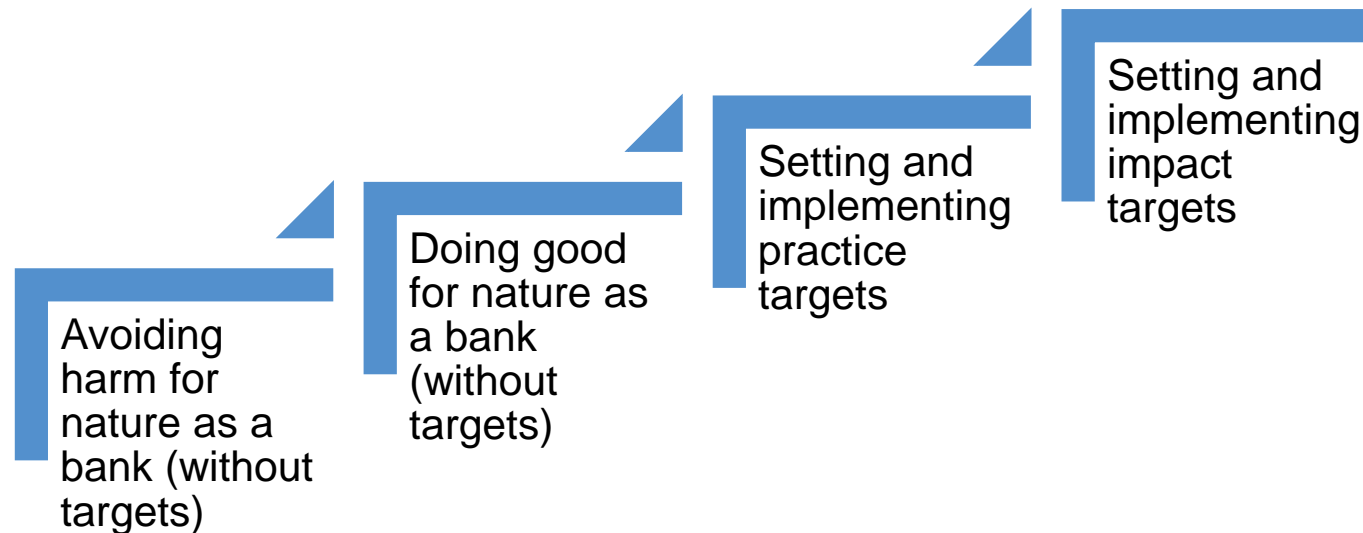 Avoiding
harm for
nature as a
bank (without
targets)
Doing good
for nature as
a bank
(without
targets)
Setting and
implementing
practice
targets
Setting and
implementing
impact
targets